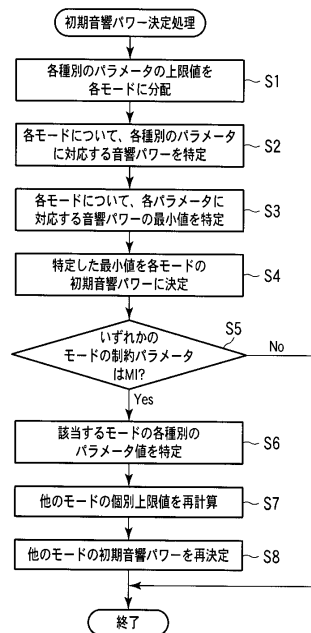 初期音響パワー決定処理
各種別のパラメータの上限値を
各モードに分配
S1
各モードについて、各種別のパラメータ
に対応する音響パワーを特定
S2
各モードについて、各パラメータに
対応する音響パワーの最小値を特定
S3
特定した最小値を各モードの
初期音響パワーに決定
S4
S5
いずれかの
モードの制約パラメータ
はMI?
No
Yes
該当するモードの各種別の
パラメータ値を特定
S6
他のモードの個別上限値を再計算
S7
他のモードの初期音響パワーを再決定
S8
終了